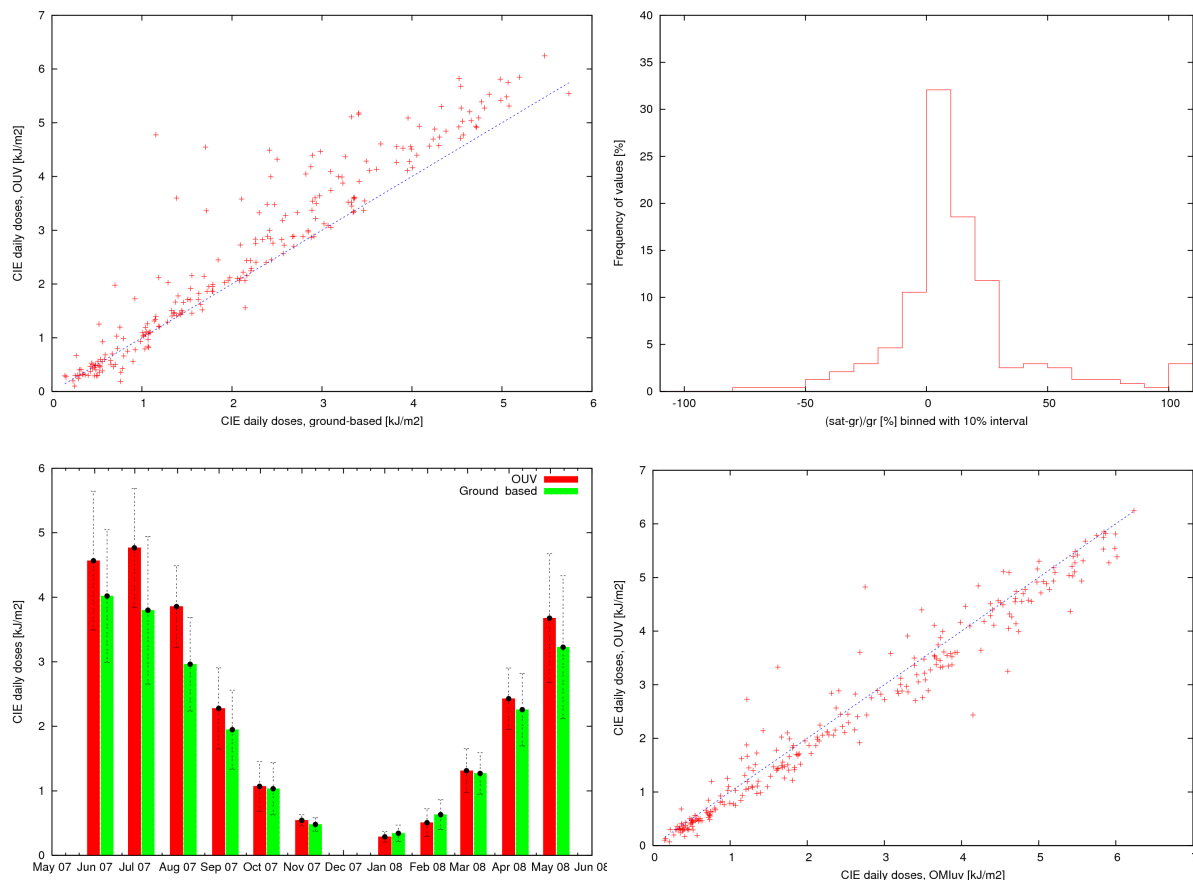 7
6
5
4
3
2
1
0
CIE daily doses, OUV [kJ/m2]
0 1 2 3 4 5 6
CIE daily doses, ground-based [kJ/m2]
40
35
30
25
20
15
10
5
0
Frequency of values [%]
-100 -50 0 50 100
(sat-gr)/gr [%] binned with 10% interval
6
5
4
3
2
1
0
CIE daily doses [kJ/m2]
OUV
Ground based
May 07 Jun 07 Jul 07 Aug 07 Sep 07 Oct 07 Nov 07 Dec 07 Jan 08 Feb 08 Mar 08 Apr 08 May 08 Jun 08
7
6
5
4
3
2
1
0
CIE daily doses, OUV [kJ/m2]
0 1 2 3 4 5 6
CIE daily doses, OMIuv [kJ/m2]